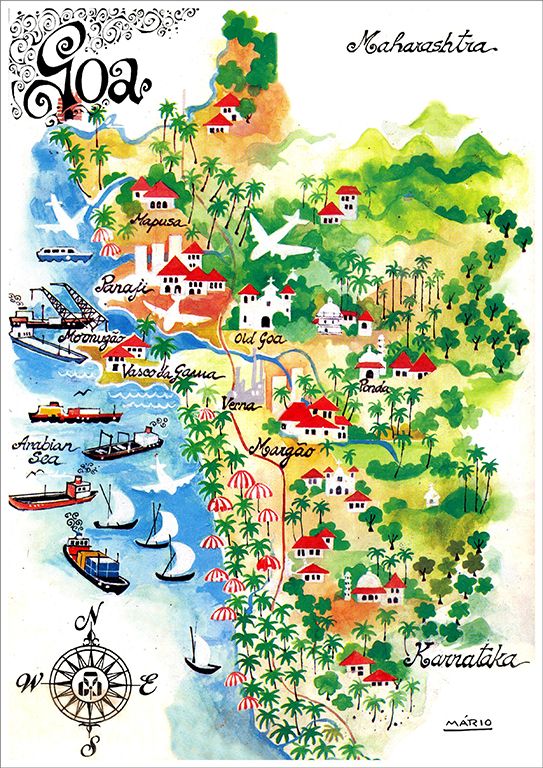 Goa
Maharashtra
Mapusa
Panaji
Old Goa
Mormugão
Vasco da Gama
Ponda
Verna
Margão
Arabian
Sea
N
W
E
S
Karnataka
MÁRIO